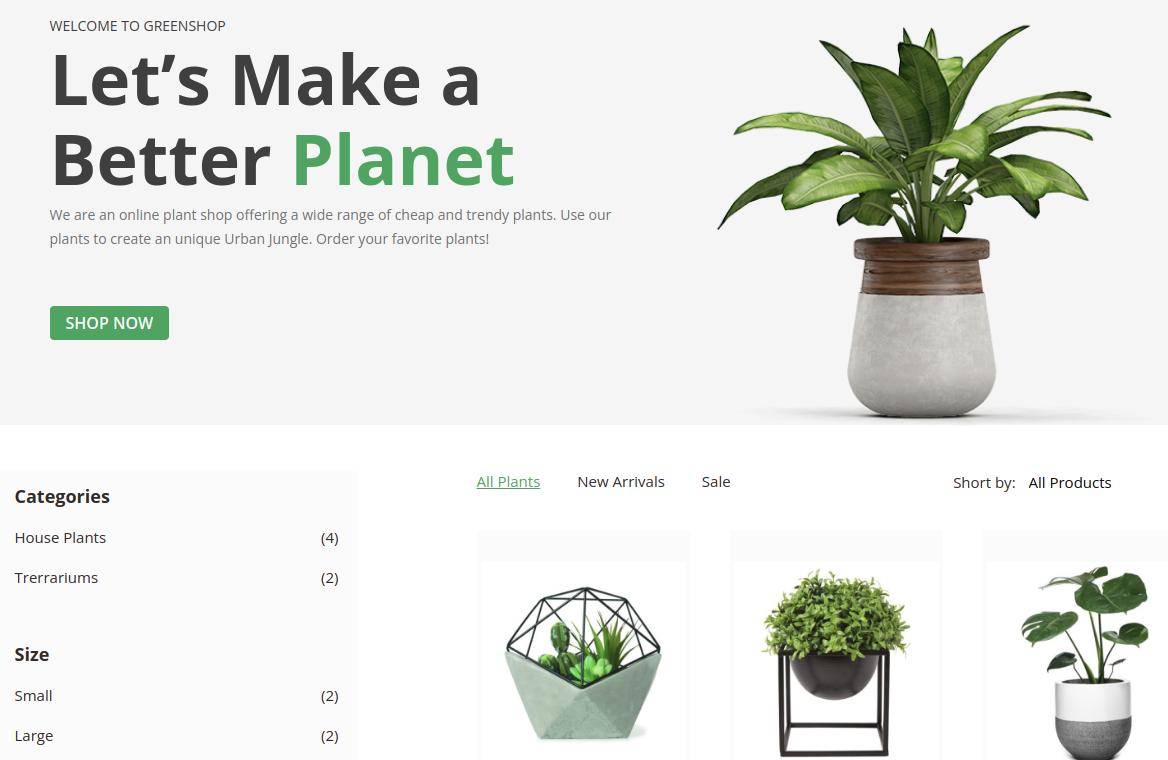 WELCOME TO GREENSHOP
Let’s Make a
Better Planet
We are an online plant shop offering a wide range of cheap and trendy plants. Use our
plants to create an unique Urban Jungle. Order your favorite plants!
SHOP NOW
Categories
House Plants (4)
Trerrariums (2)
Size
Small (2)
Large (2)
All Plants New Arrivals Sale Short by: All Products